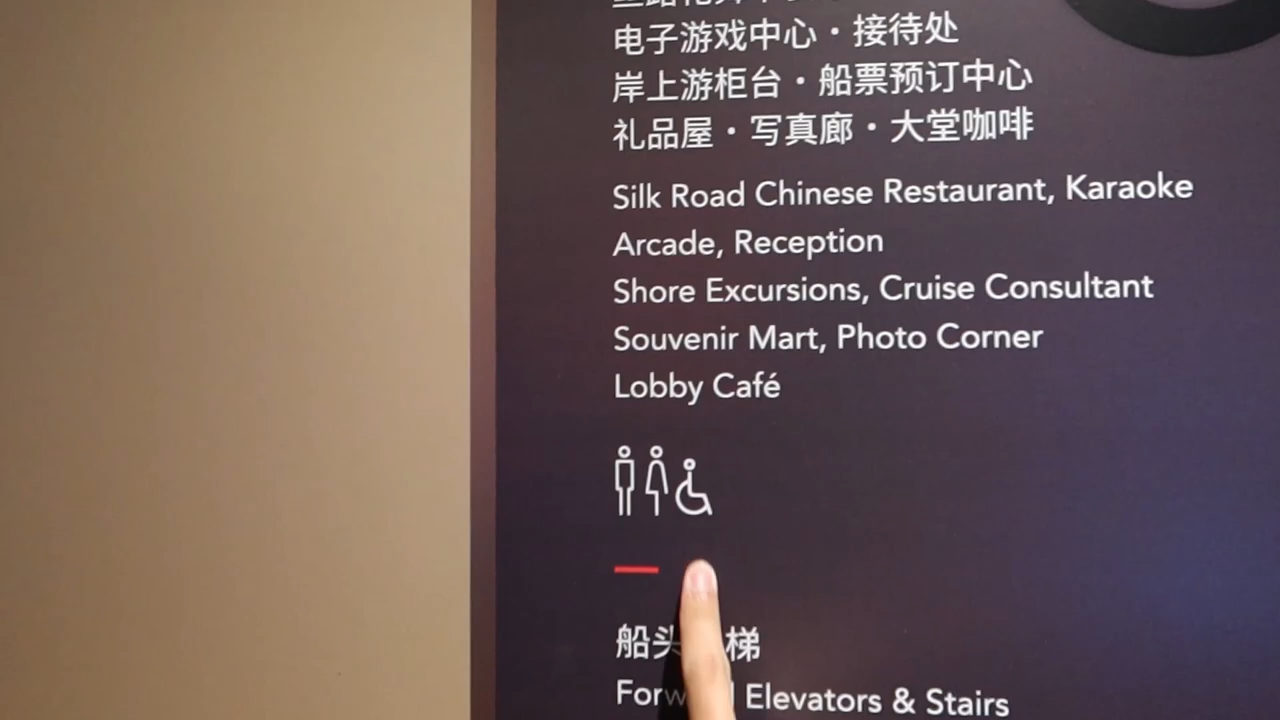 电子游戏中心・接待处
岸上游柜台・船票预订中心
礼品屋・写真廊・大堂咖啡
Silk Road Chinese Restaurant, Karaoke
Arcade, Reception
Shore Excursions, Cruise Consultant
Souvenir Mart, Photo Corner
Lobby Café
船头 梯
Elevators & Stairs